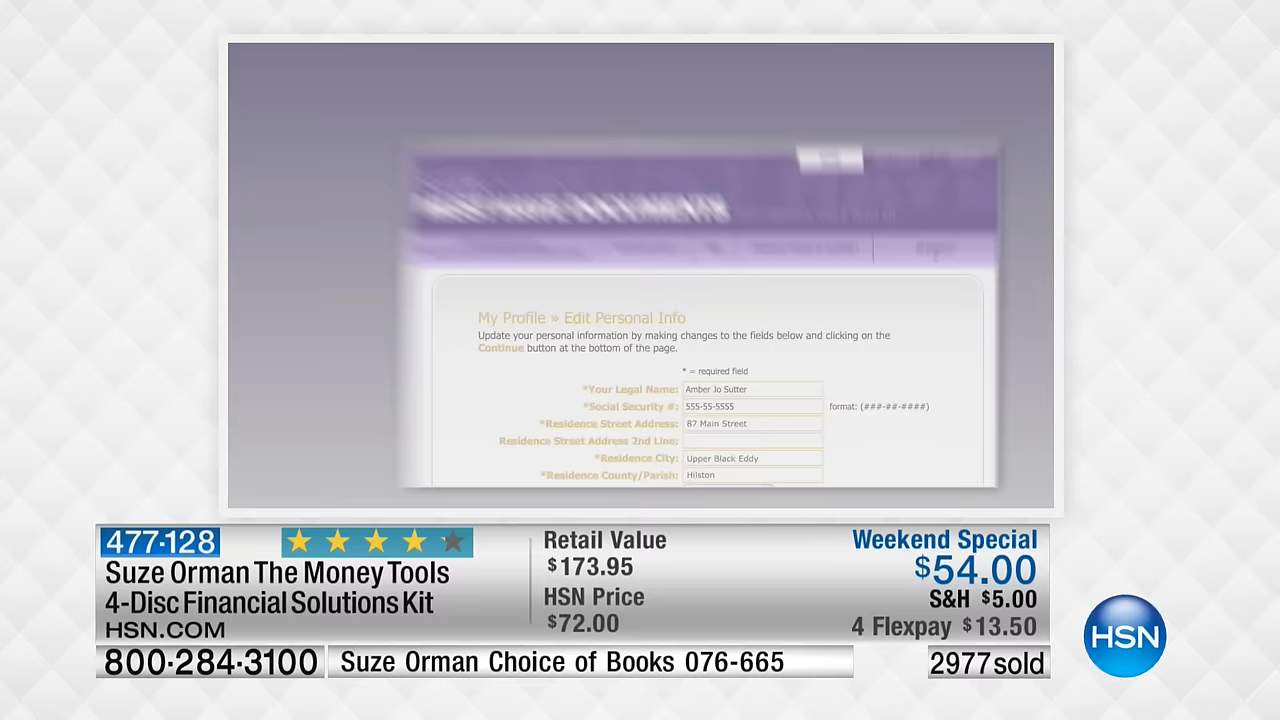 DOCUMENTS
My Profile » Edit Personal Info
Update your personal information by making changes to the fields below and clicking on the
Continue button at the bottom of the page.
* = required field
*Your Legal Name: Amber Jo Sutter
*Social Security #: 555-55-5555 format: (###-##-####)
*Residence Street Address: 87 Main Street
Residence Street Address 2nd Line:
*Residence City: Upper Black Eddy
*Residence County/Parish: Hilston
477·128
Suze Orman The Money Tools
4-Disc Financial Solutions Kit
HSN.COM
Retail Value
$173.95
HSN Price
$72.00
Weekend Special
$54.00
S&H $5.00
4 Flexpay $13.50
800·284·3100
Suze Orman Choice of Books 076-665
2977 sold
HSN